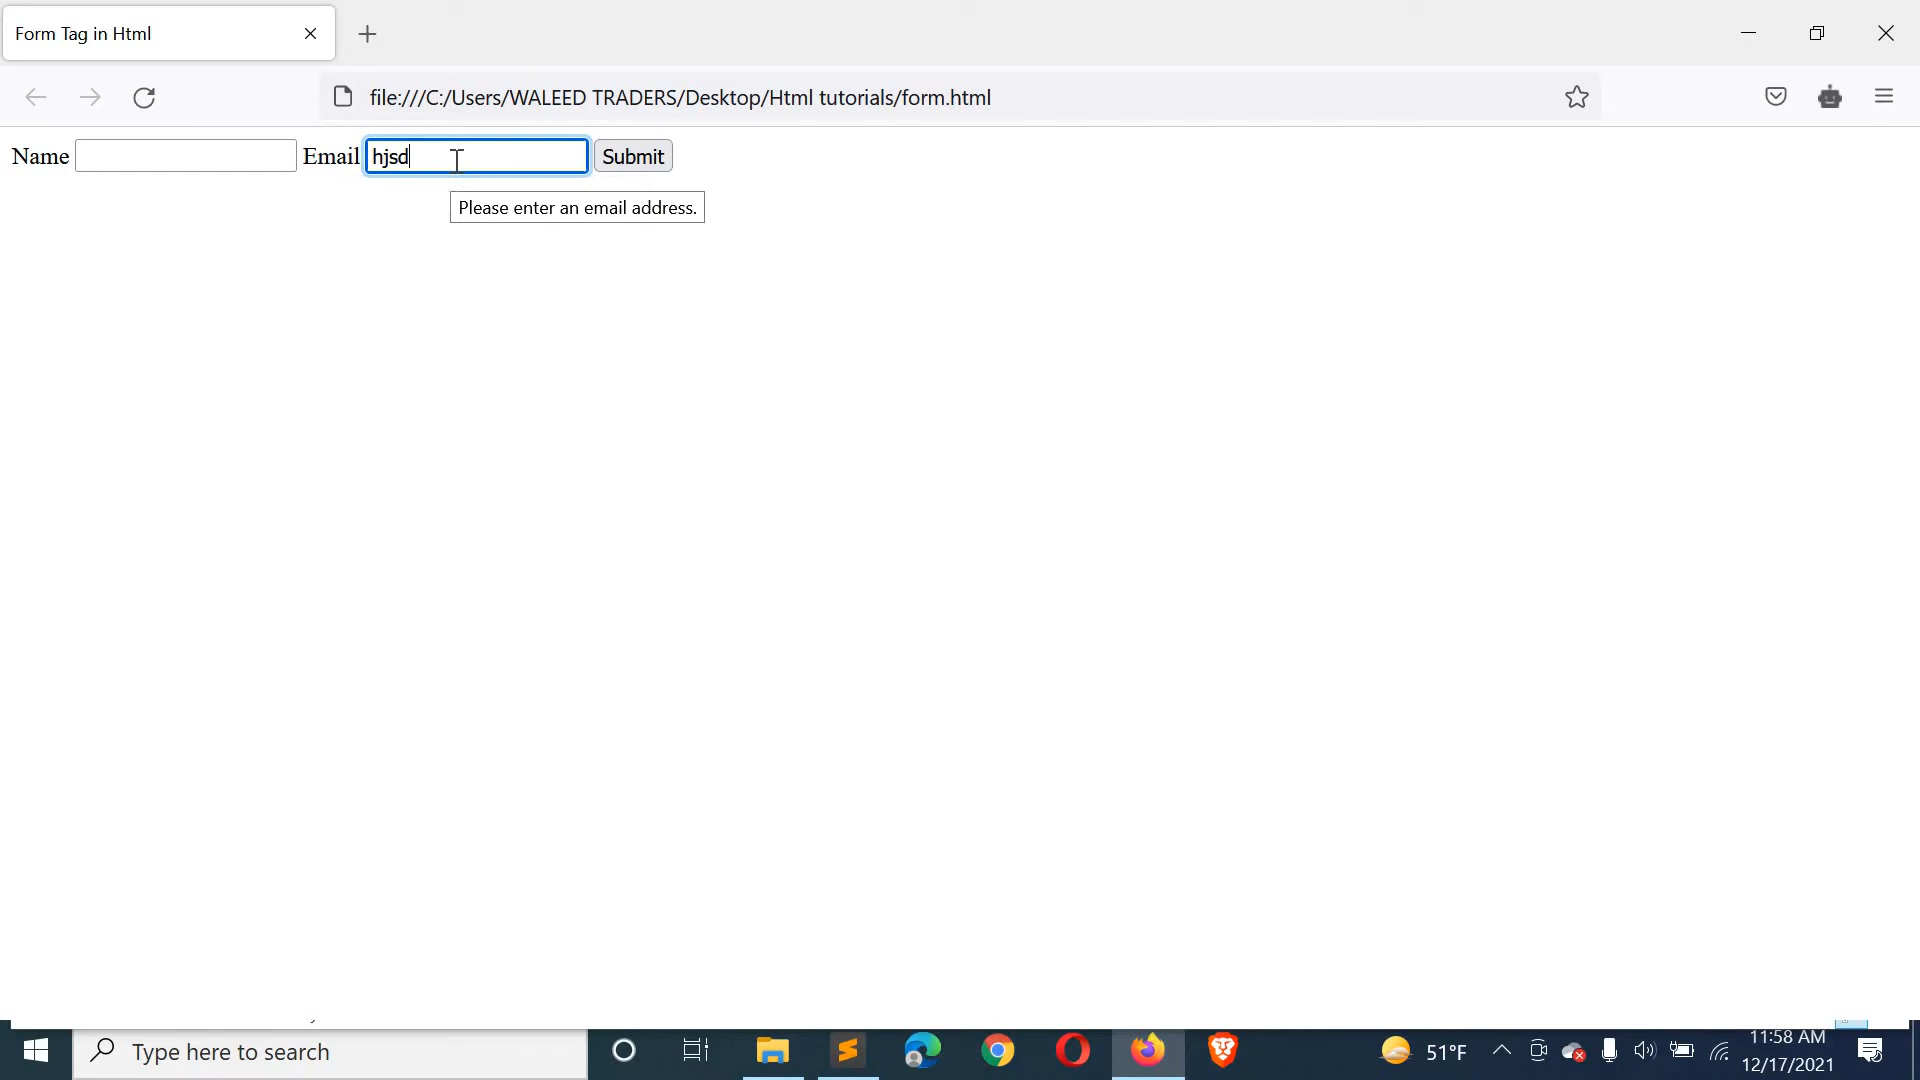 Form Tag in Html
file:///C:/Users/WALEED TRADERS/Desktop/Html tutorials/form.html
Name Email hjsd Submit
Please enter an email address.
Type here to search 51°F 11:58 AM
12/17/2021